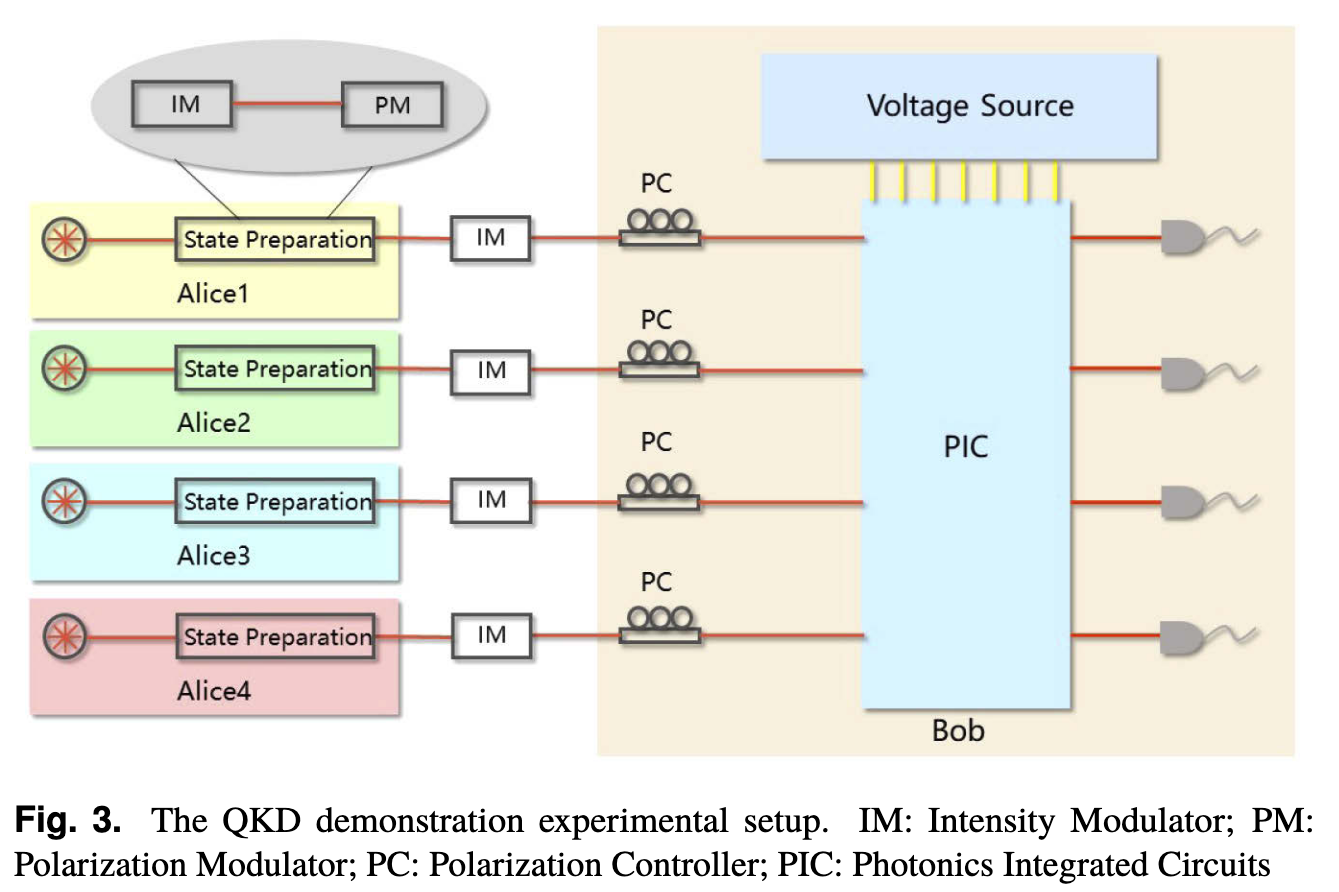 IM
PM
Voltage Source
PC
State Preparation
IM
Alice1
PC
State Preparation
IM
Alice2
PC
PIC
State Preparation
IM
Alice3
PC
State Preparation
IM
Alice4
Bob
Fig. 3. The QKD demonstration experimental setup. IM: Intensity Modulator; PM:
Polarization Modulator; PC: Polarization Controller; PIC: Photonics Integrated Circuits